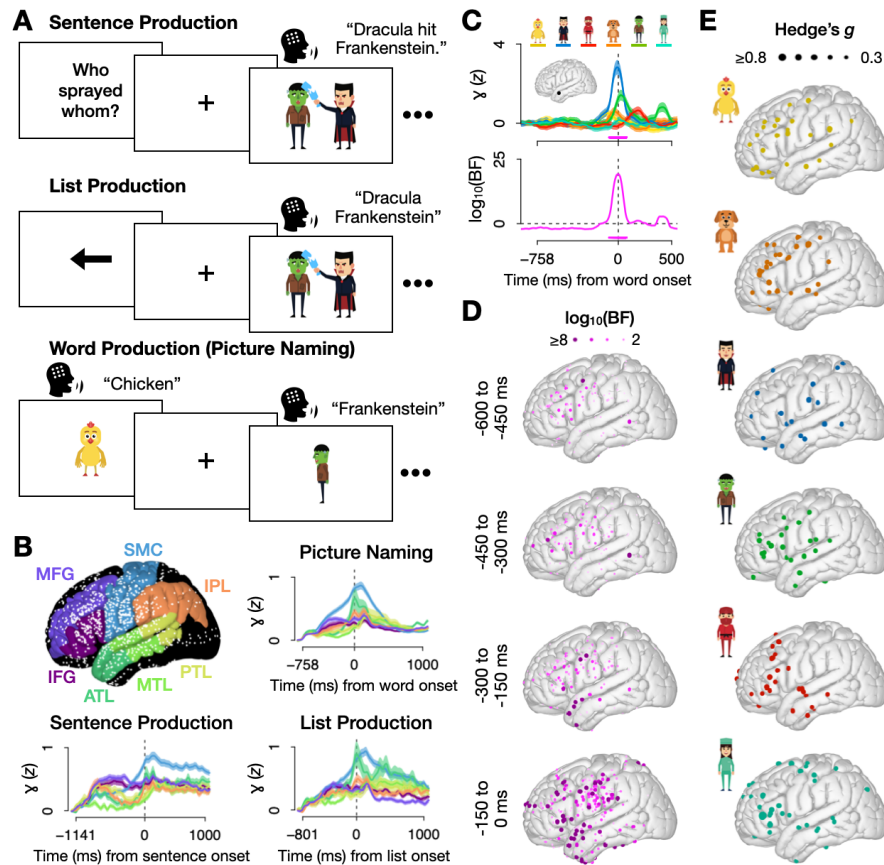 A
Sentence Production
Who
sprayed
whom?
+
"Dracula hit
Frankenstein."
List Production
+
"Dracula
Frankenstein"
Word Production (Picture Naming)
"Chicken"
+
"Frankenstein"
B
SMC
MFG
IPL
IFG
PTL
MTL
ATL
Picture Naming
γ (z)
1
0
−758
0
1000
Time (ms) from word onset
Sentence Production
γ (z)
1
0
−1141
0
1000
Time (ms) from sentence onset
List Production
γ (z)
1
0
−801
0
1000
Time (ms) from list onset
C
γ (z)
4
0
log10(BF)
25
0
−758
0
500
Time (ms) from word onset
D
log10(BF)
≥8
2
-600 to
-450 ms
-450 to
-300 ms
-300 to
-150 ms
-150 to
0 ms
E
Hedge's g
≥0.8
0.3